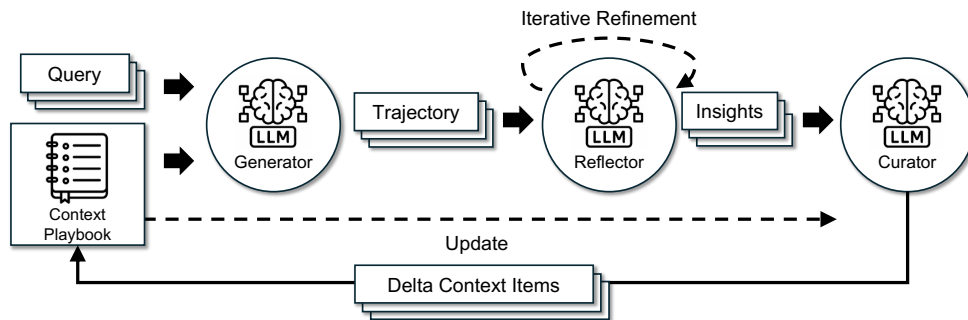 Iterative Refinement
Query
LLM
Generator
Trajectory
LLM
Reflector
Insights
LLM
Curator
Context
Playbook
Update
Delta Context Items